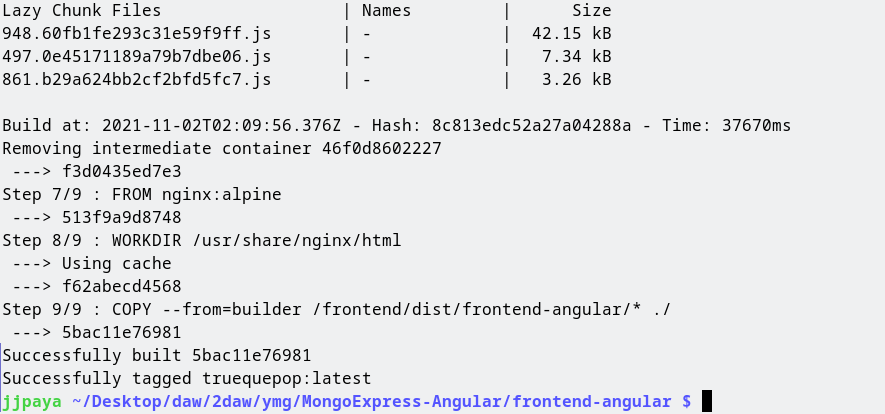 Lazy Chunk Files                  | Names         |      Size
948.60fb1fe293c31e59f9ff.js       | -             |  42.15 kB
497.0e45171189a79b7dbe06.js       | -             |   7.34 kB
861.b29a624bb2cf2bfd5fc7.js       | -             |   3.26 kB
Build at: 2021-11-02T02:09:56.376Z - Hash: 8c813edc52a27a04288a - Time: 37670ms
Removing intermediate container 46f0d8602227
 ---> f3d0435ed7e3
Step 7/9 : FROM nginx:alpine
 ---> 513f9a9d8748
Step 8/9 : WORKDIR /usr/share/nginx/html
 ---> Using cache
 ---> f62abecd4568
Step 9/9 : COPY --from=builder /frontend/dist/frontend-angular/* ./
 ---> 5bac11e76981
Successfully built 5bac11e76981
Successfully tagged truequepop:latest
jjpaya ~/Desktop/daw/2daw/ymg/MongoExpress-Angular/frontend-angular $